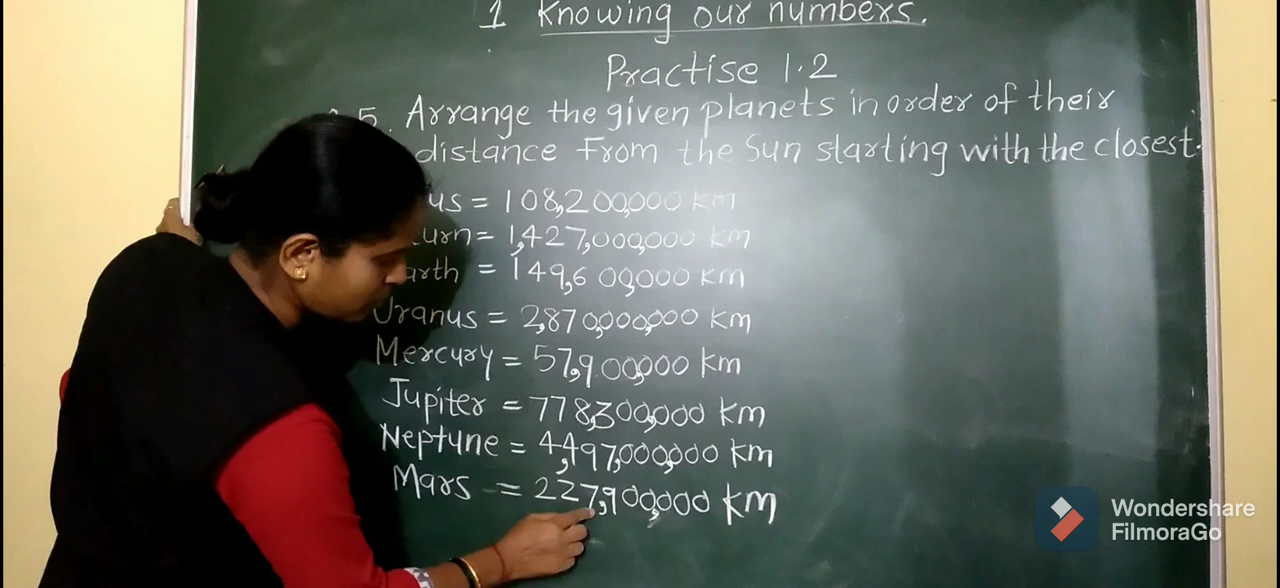 1 Knowing our numbers.
Practise 1.2
5. Arrange the given planets in order of their
distance From the Sun starting with the closest.
us = 108,200,000 km
urn = 1,427,000,000 km
arth = 149,600,000 km
Uranus = 2,870,000,000 km
Mercury = 57,900,000 km
Jupiter = 778,300,000 km
Neptune = 4,497,000,000 km
Mars = 227,900,000 km
Wondershare
FilmoraGo